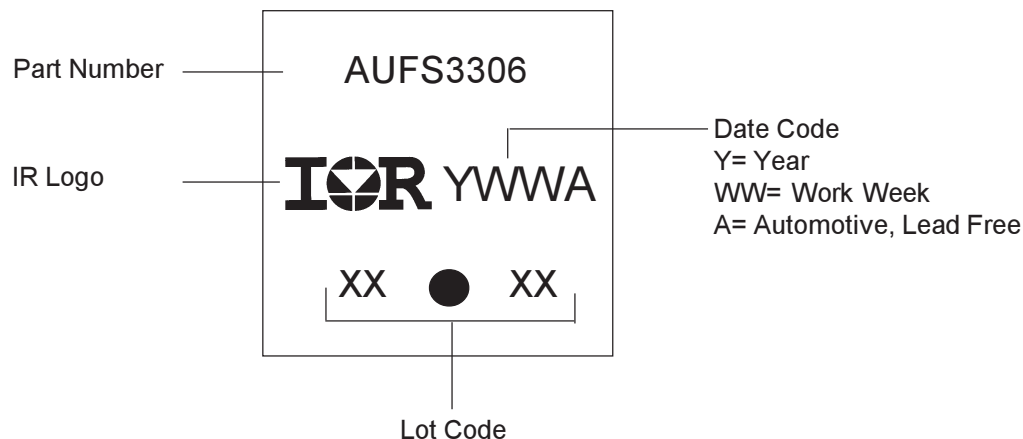 Part Number
AUFS3306
IR Logo
IOR YWWA
Date Code
Y= Year
WW= Work Week
A= Automotive, Lead Free
XX XX
Lot Code